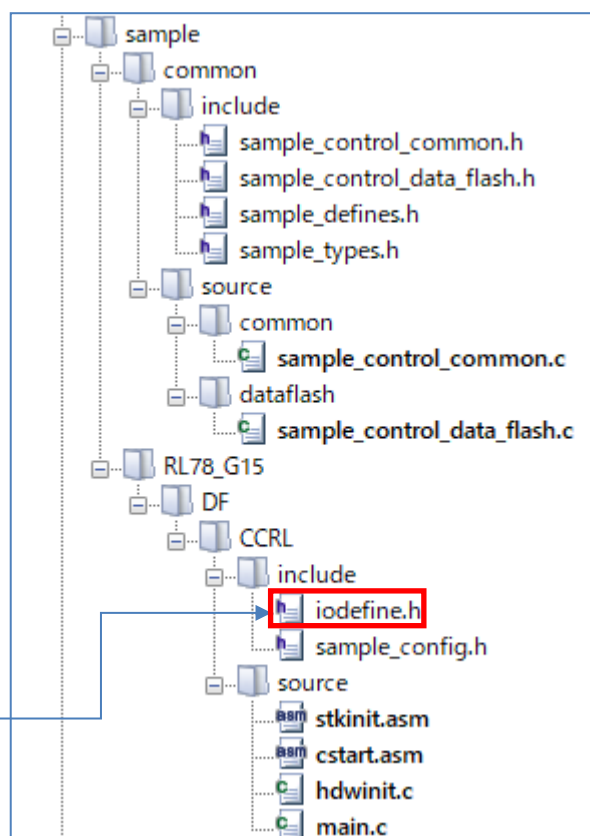 sample
common
include
sample_control_common.h
sample_control_data_flash.h
sample_defines.h
sample_types.h
source
common
sample_control_common.c
dataflash
sample_control_data_flash.c
RL78_G15
DF
CCRL
include
iodefine.h
sample_config.h
source
stkinit.asm
cstart.asm
hdwinit.c
main.c